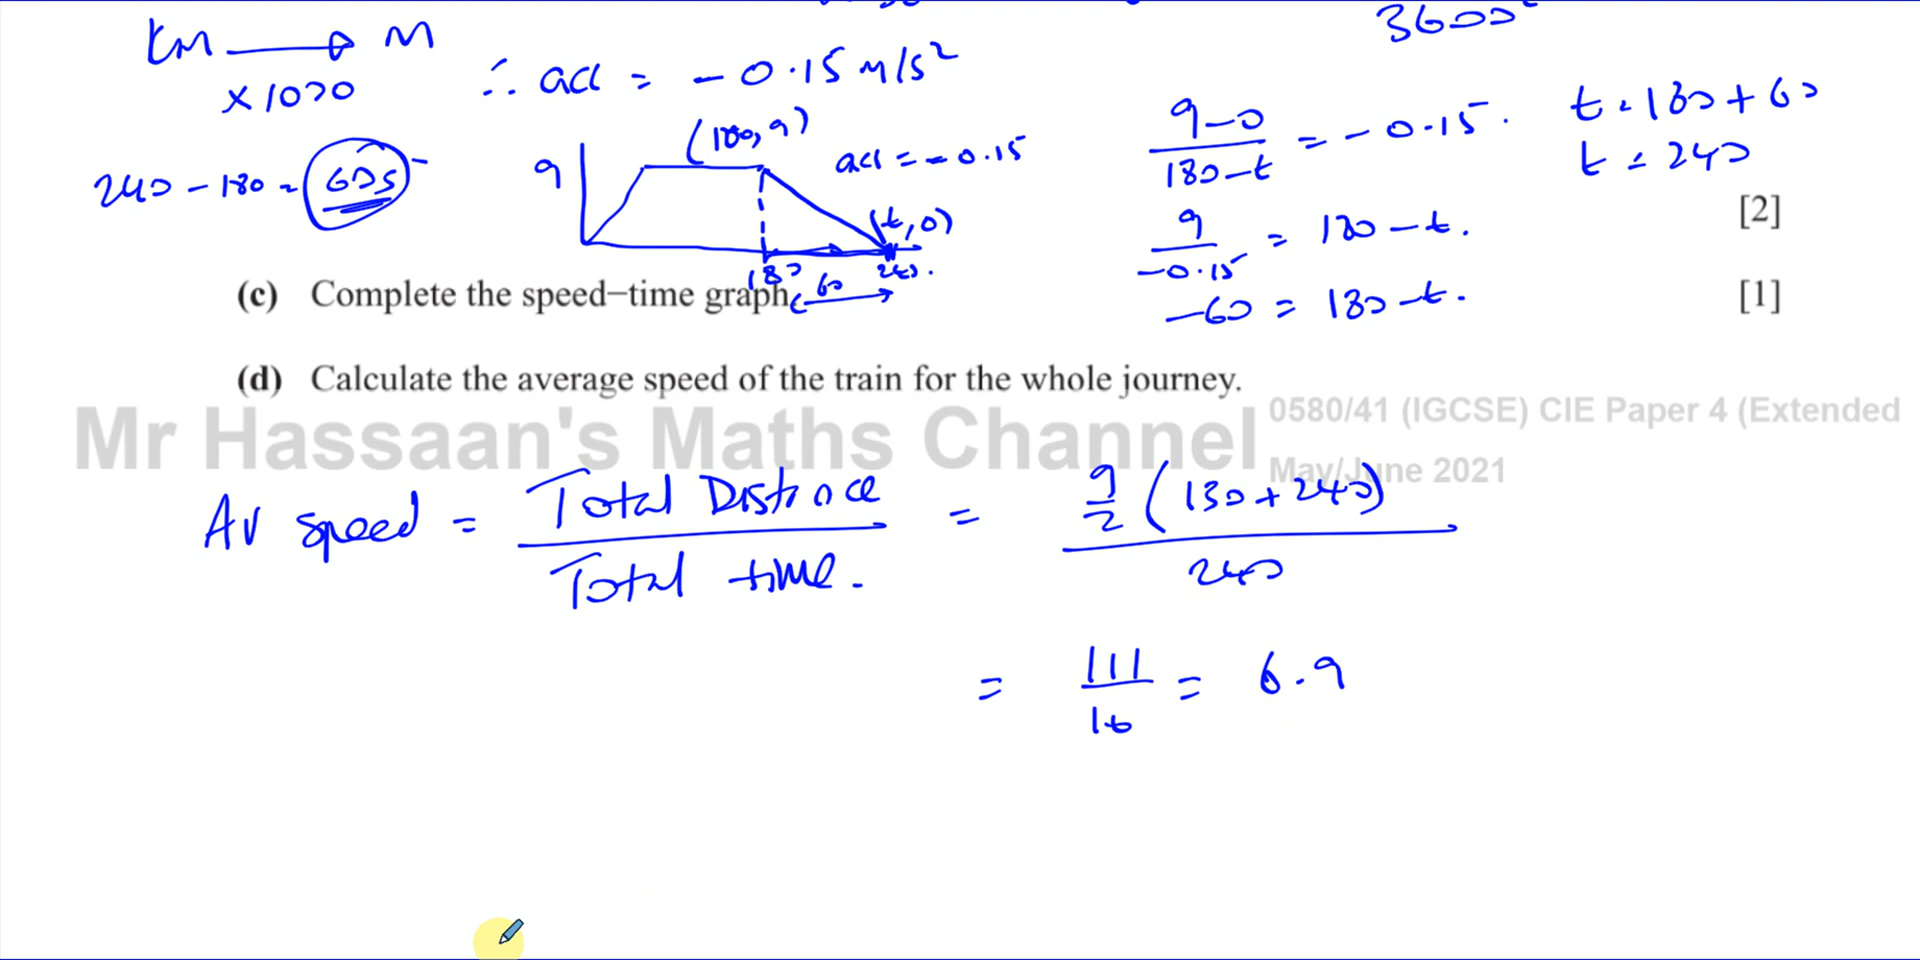 3600
km → m
x1000
∴ acc = -0.15 m/s²
240 - 180 = 60s
9
(180, 9)
acc = -0.15
(t, 0)
180
240.
60
9-0/180-t = -0.15.
t = 180 + 60
t = 240
9/-0.15 = 180 - t.
-60 = 180 - t.
[2]
(c) Complete the speed–time graph.
[1]
(d) Calculate the average speed of the train for the whole journey.
Mr Hassaan's Maths Channel
0580/41 (IGCSE) CIE Paper 4 (Extended
May/June 2021
Av speed = Total Distance / Total time. = 9/2 (130 + 240) / 240
= 111/16 = 6.9